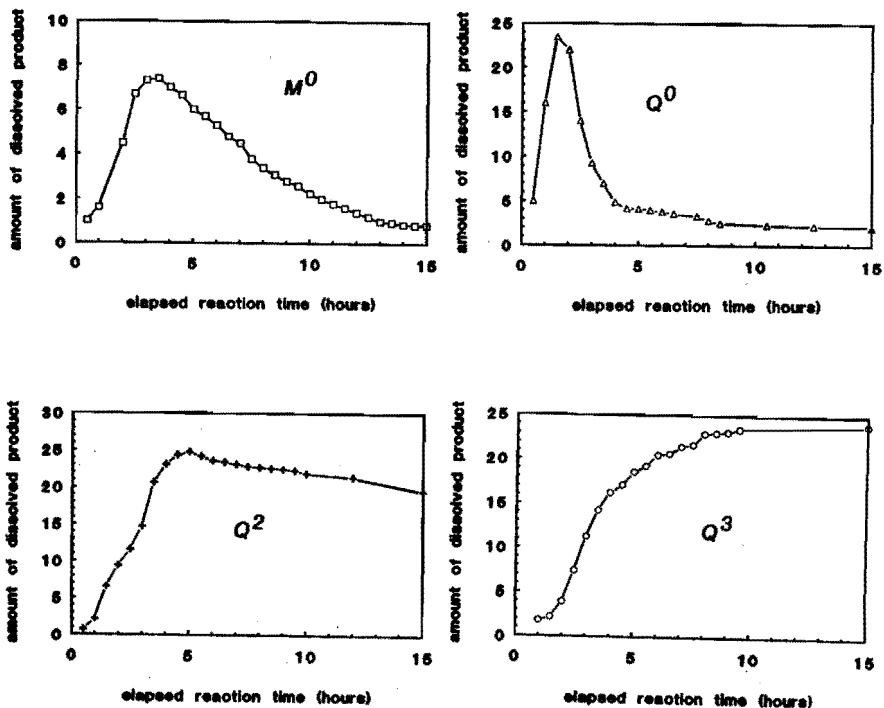 amount of dissolved product
10
8
6
4
2
0
M⁰
0 5 10 15
elapsed reaction time (hours)
amount of dissolved product
25
20
15
10
5
0
Q⁰
0 5 10 15
elapsed reaction time (hours)
amount of dissolved product
30
25
20
15
10
5
0
Q²
0 5 10 15
elapsed reaction time (hours)
amount of dissolved product
25
20
15
10
5
0
Q³
0 5 10 15
elapsed reaction time (hours)